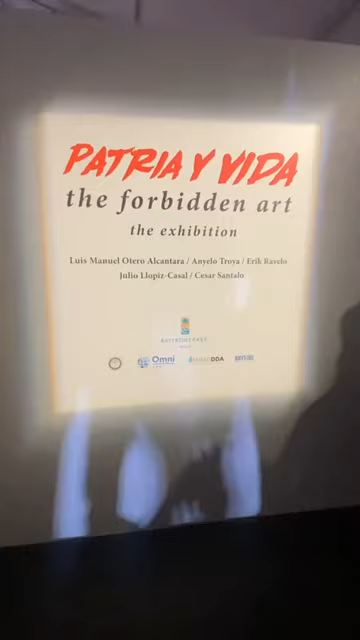 PATRIA Y VIDA
the forbidden art
the exhibition
Luis Manuel Otero Alcantara / Anyelo Troya / Erik Ravelo
Julio Llopiz-Casal / Cesar Santalo
Omni
DDA